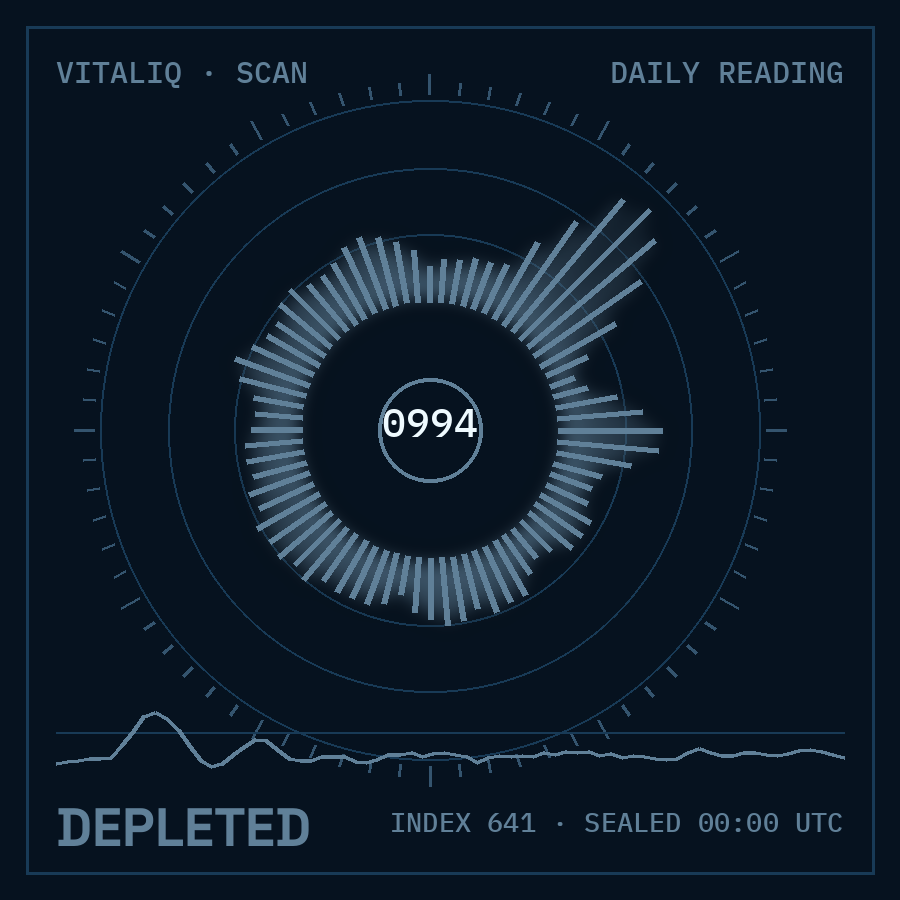 VITALIQ · SCAN
DAILY READING
0994
DEPLETED
INDEX 641 · SEALED 00:00 UTC